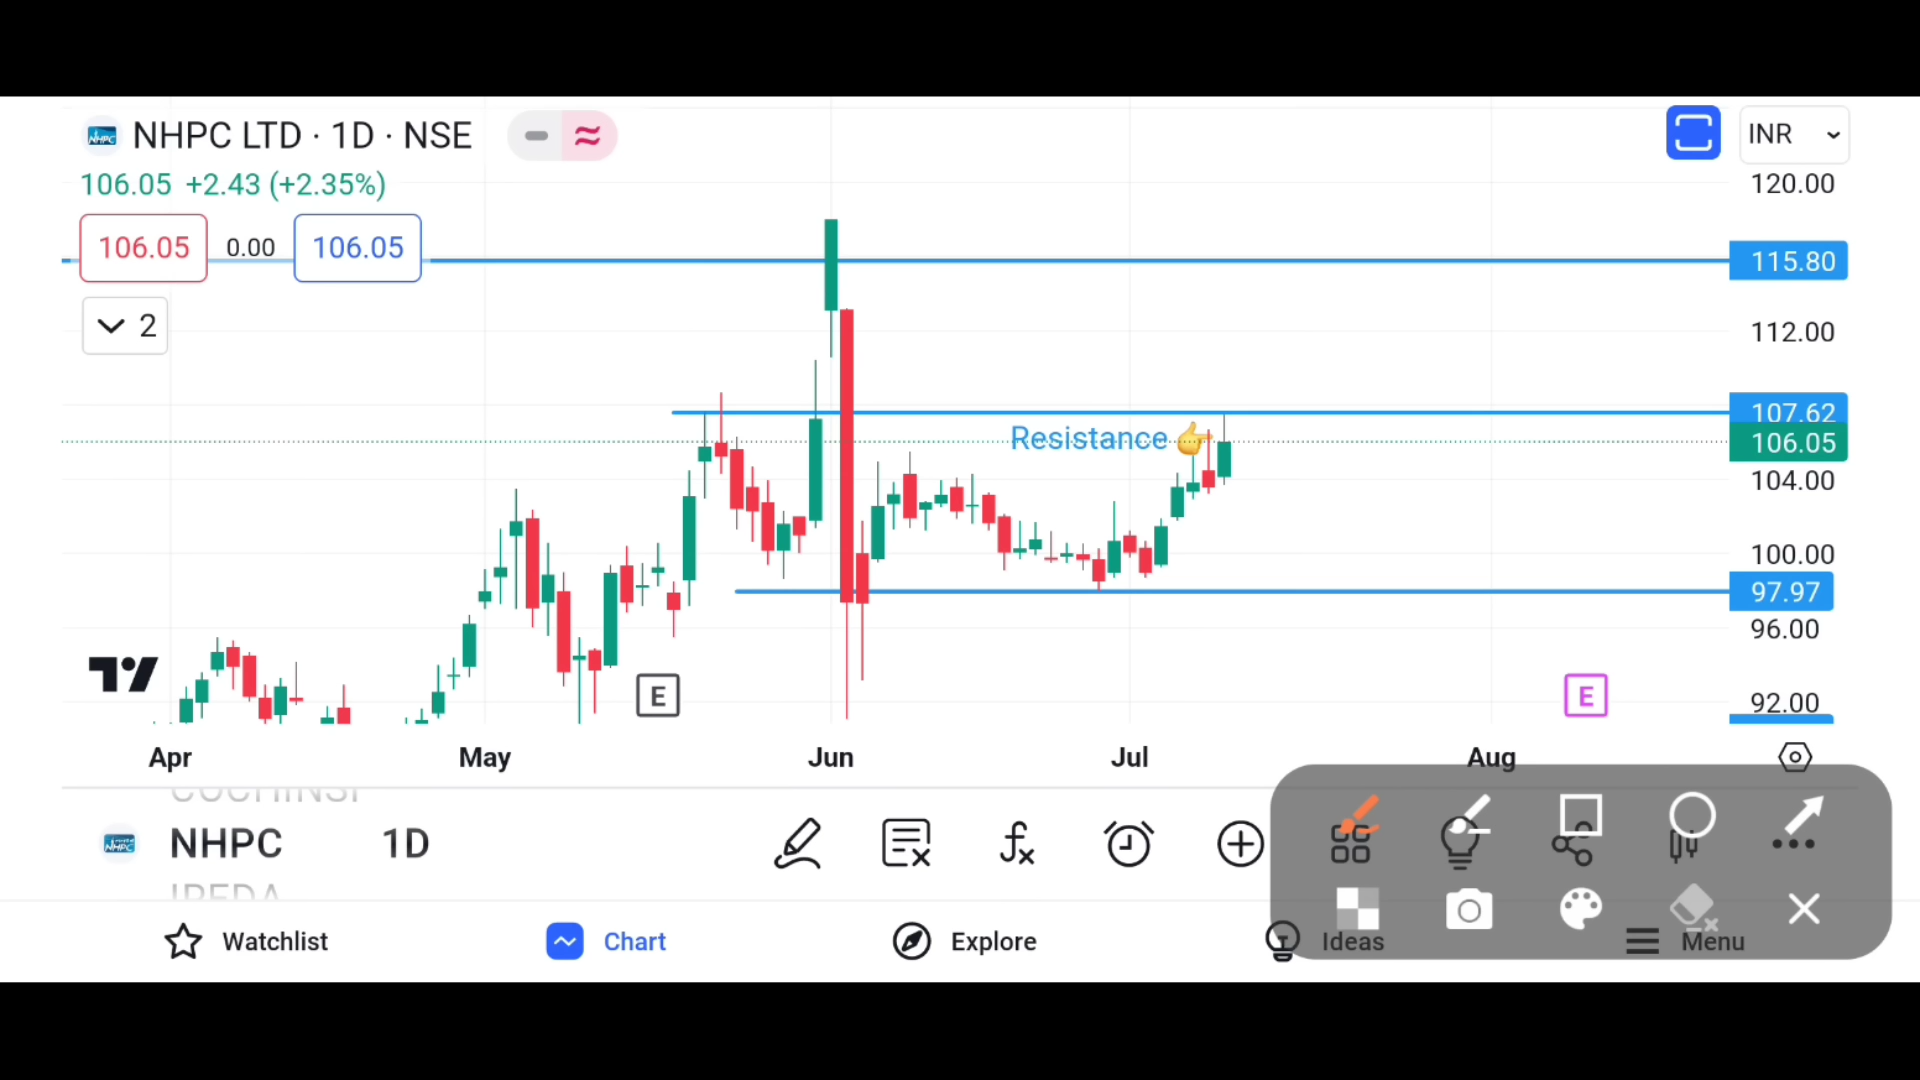 NHPC LTD · 1D · NSE
INR
106.05 +2.43 (+2.35%)
120.00
106.05 0.00 106.05
115.80
2
112.00
107.62
Resistance 👉
106.05
104.00
100.00
97.97
96.00
E
E
92.00
Apr May Jun Jul Aug
NHPC 1D
Watchlist Chart Explore Ideas Menu